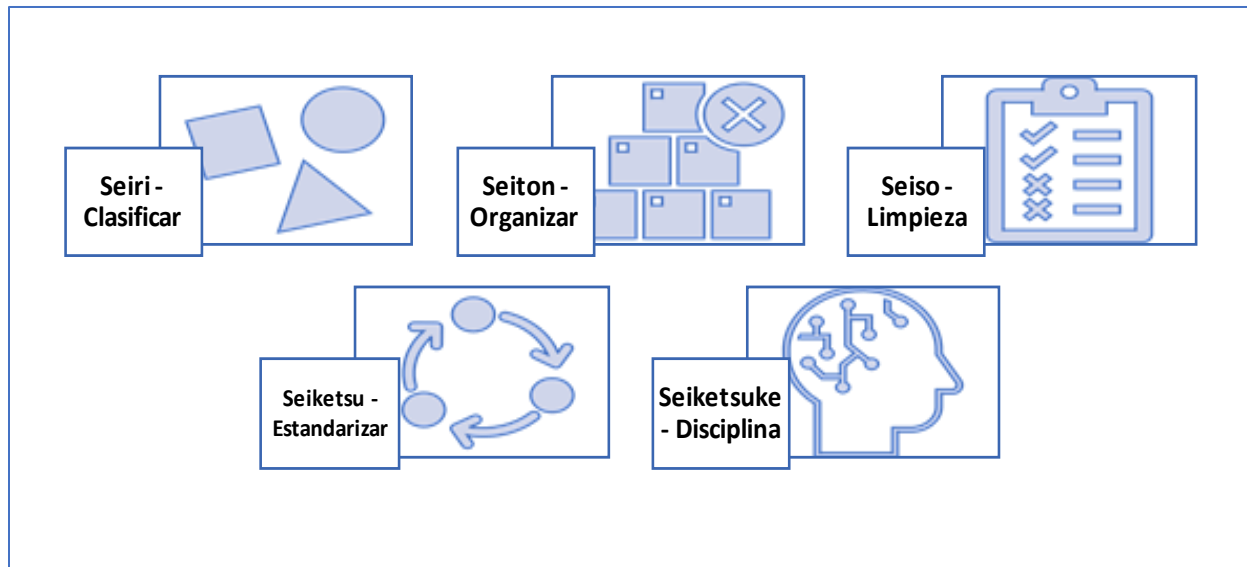 Seiri -
Clasificar
Seiton -
Organizar
Seiso -
Limpieza
Seiketsu -
Estandarizar
Seiketsuke
- Disciplina